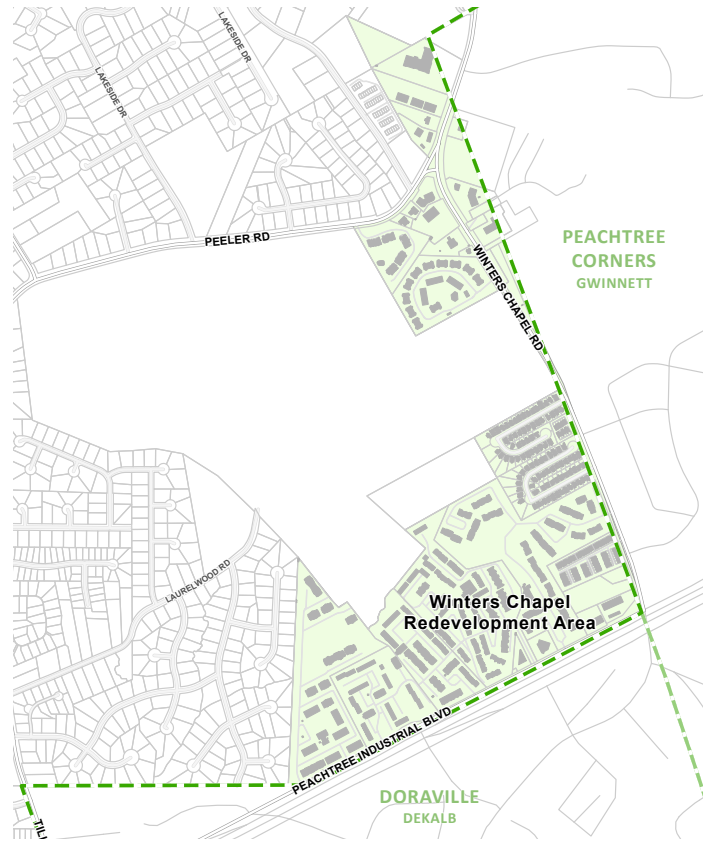 LAKESIDE DR
LAKESIDE DR
PEELER RD
PEACHTREE
CORNERS
GWINNETT
WINTERS CHAPEL RD
LAURELWOOD RD
Winters Chapel
Redevelopment Area
PEACHTREE INDUSTRIAL BLVD
DORAVILLE
DEKALB